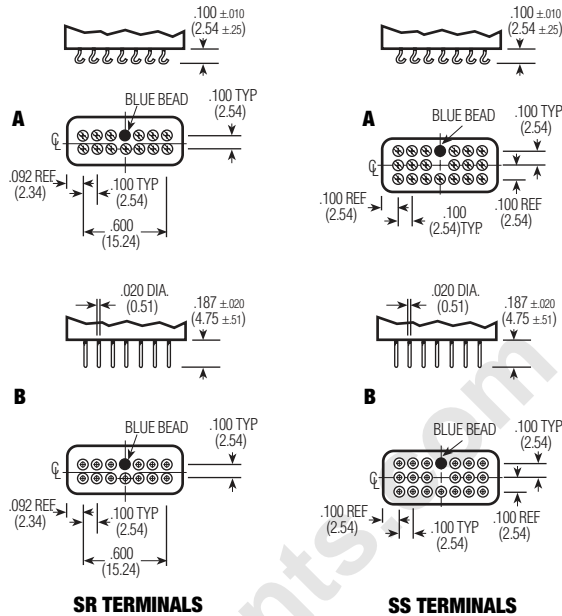 .100 ±.010
(2.54 ±.25)
BLUE BEAD
.100 TYP
(2.54)
A
℄
.092 REF
(2.34)
.100 TYP
(2.54)
.600
(15.24)
.100 ±.010
(2.54 ±.25)
BLUE BEAD
.100 TYP
(2.54)
A
℄
.100 REF
(2.54)
.100
(2.54)TYP
.100 REF
(2.54)
.020 DIA.
(0.51)
.187 ±.020
(4.75 ±.51)
B
BLUE BEAD
.100 TYP
(2.54)
℄
.092 REF
(2.34)
.100 TYP
(2.54)
.600
(15.24)
SR TERMINALS
.020 DIA.
(0.51)
.187 ±.020
(4.75 ±.51)
B
BLUE BEAD
.100 TYP
(2.54)
℄
.100 REF
(2.54)
.100 TYP
(2.54)
.100 REF
(2.54)
SS TERMINALS
nts.com